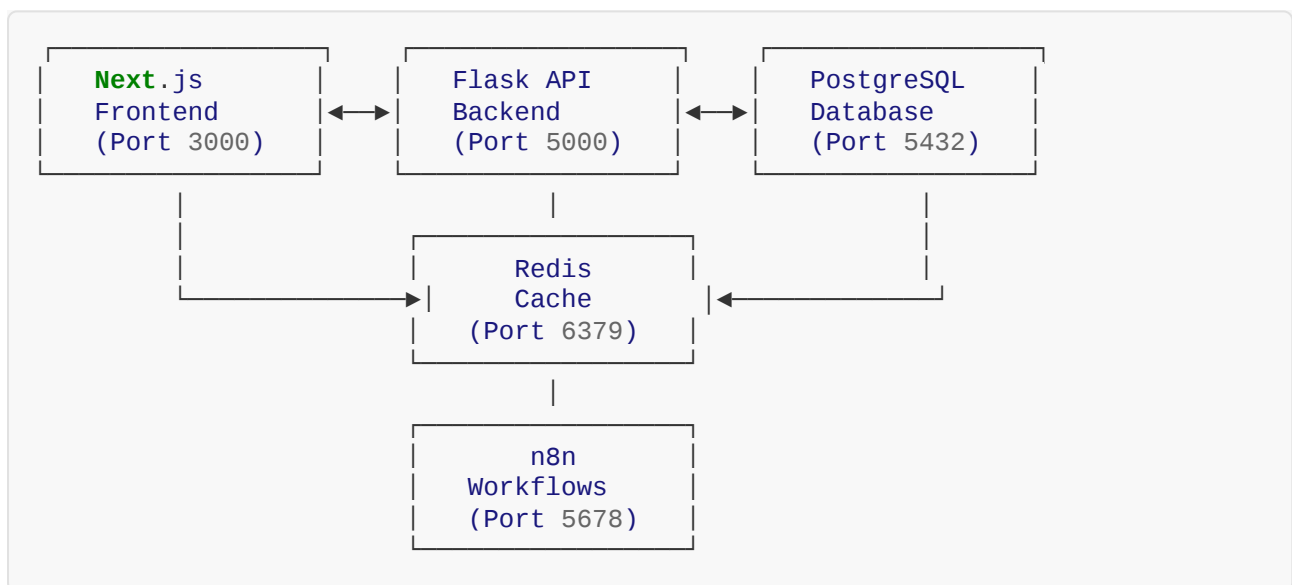 Next.js
Frontend
(Port 3000)
Flask API
Backend
(Port 5000)
PostgreSQL
Database
(Port 5432)
Redis
Cache
(Port 6379)
n8n
Workflows
(Port 5678)